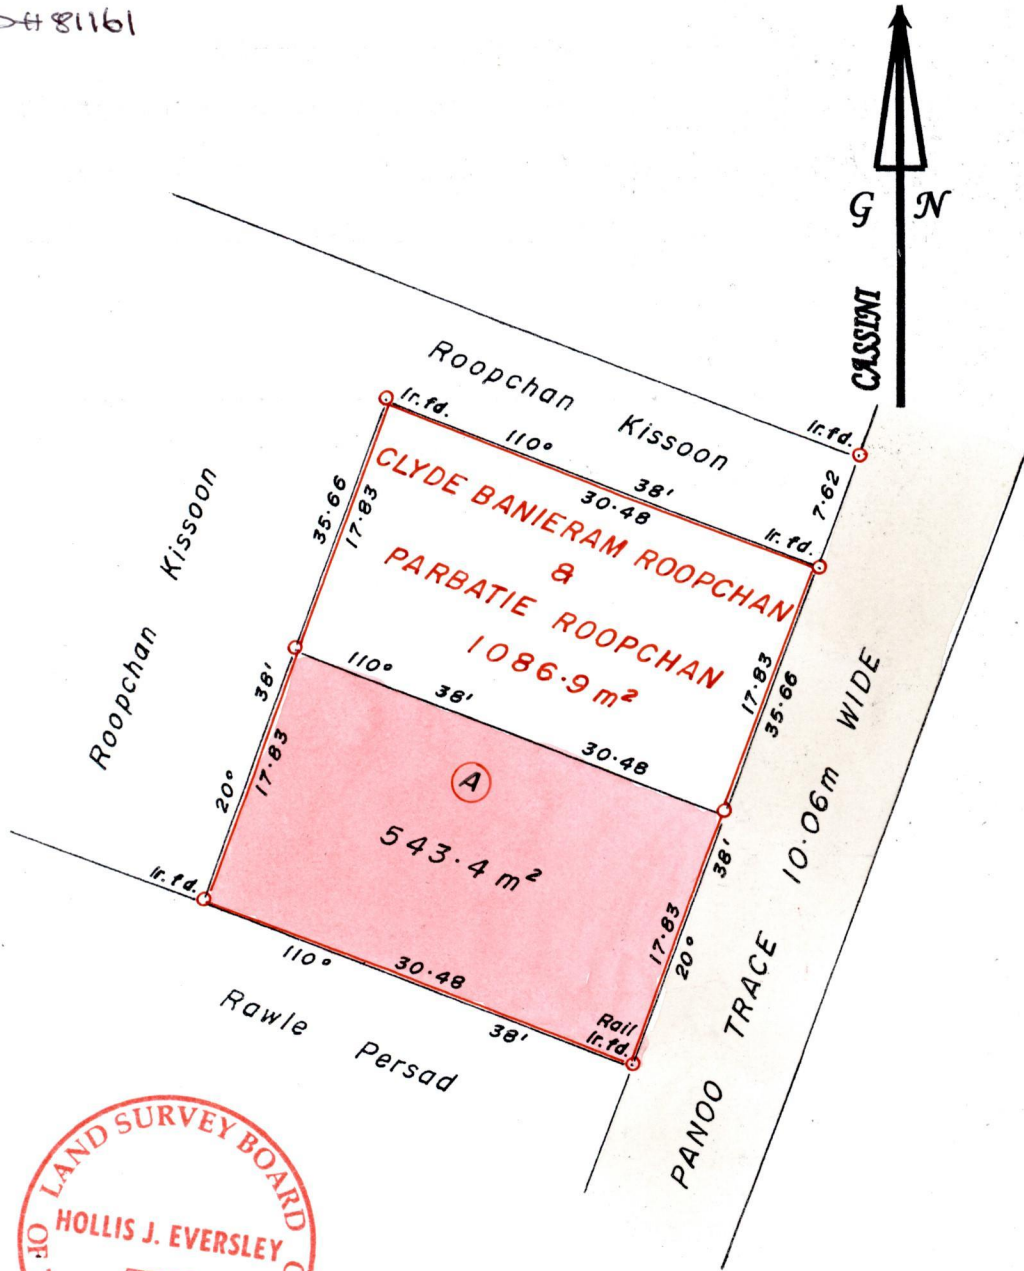 81161
G N
CASSINI
Roopchan Kissoon
Ir. fd.
Ir. fd.
110° 38'
30·48
Ir. fd.
7·62
35·66
17·83
CLYDE BANIERAM ROOPCHAN
&
PARBATIE ROOPCHAN
1086·9 m²
Roopchan Kissoon
17·83
35·66
110° 38' 30·48
38'
20°
17·83
A
543·4 m²
38'
20°
17·83
Ir. fd.
Rail
Ir. fd.
110° 30·48 38'
Rawle Persad
PANOO TRACE 10·06m WIDE
LAND SURVEY BOARD
OF
HOLLIS J. EVERSLEY